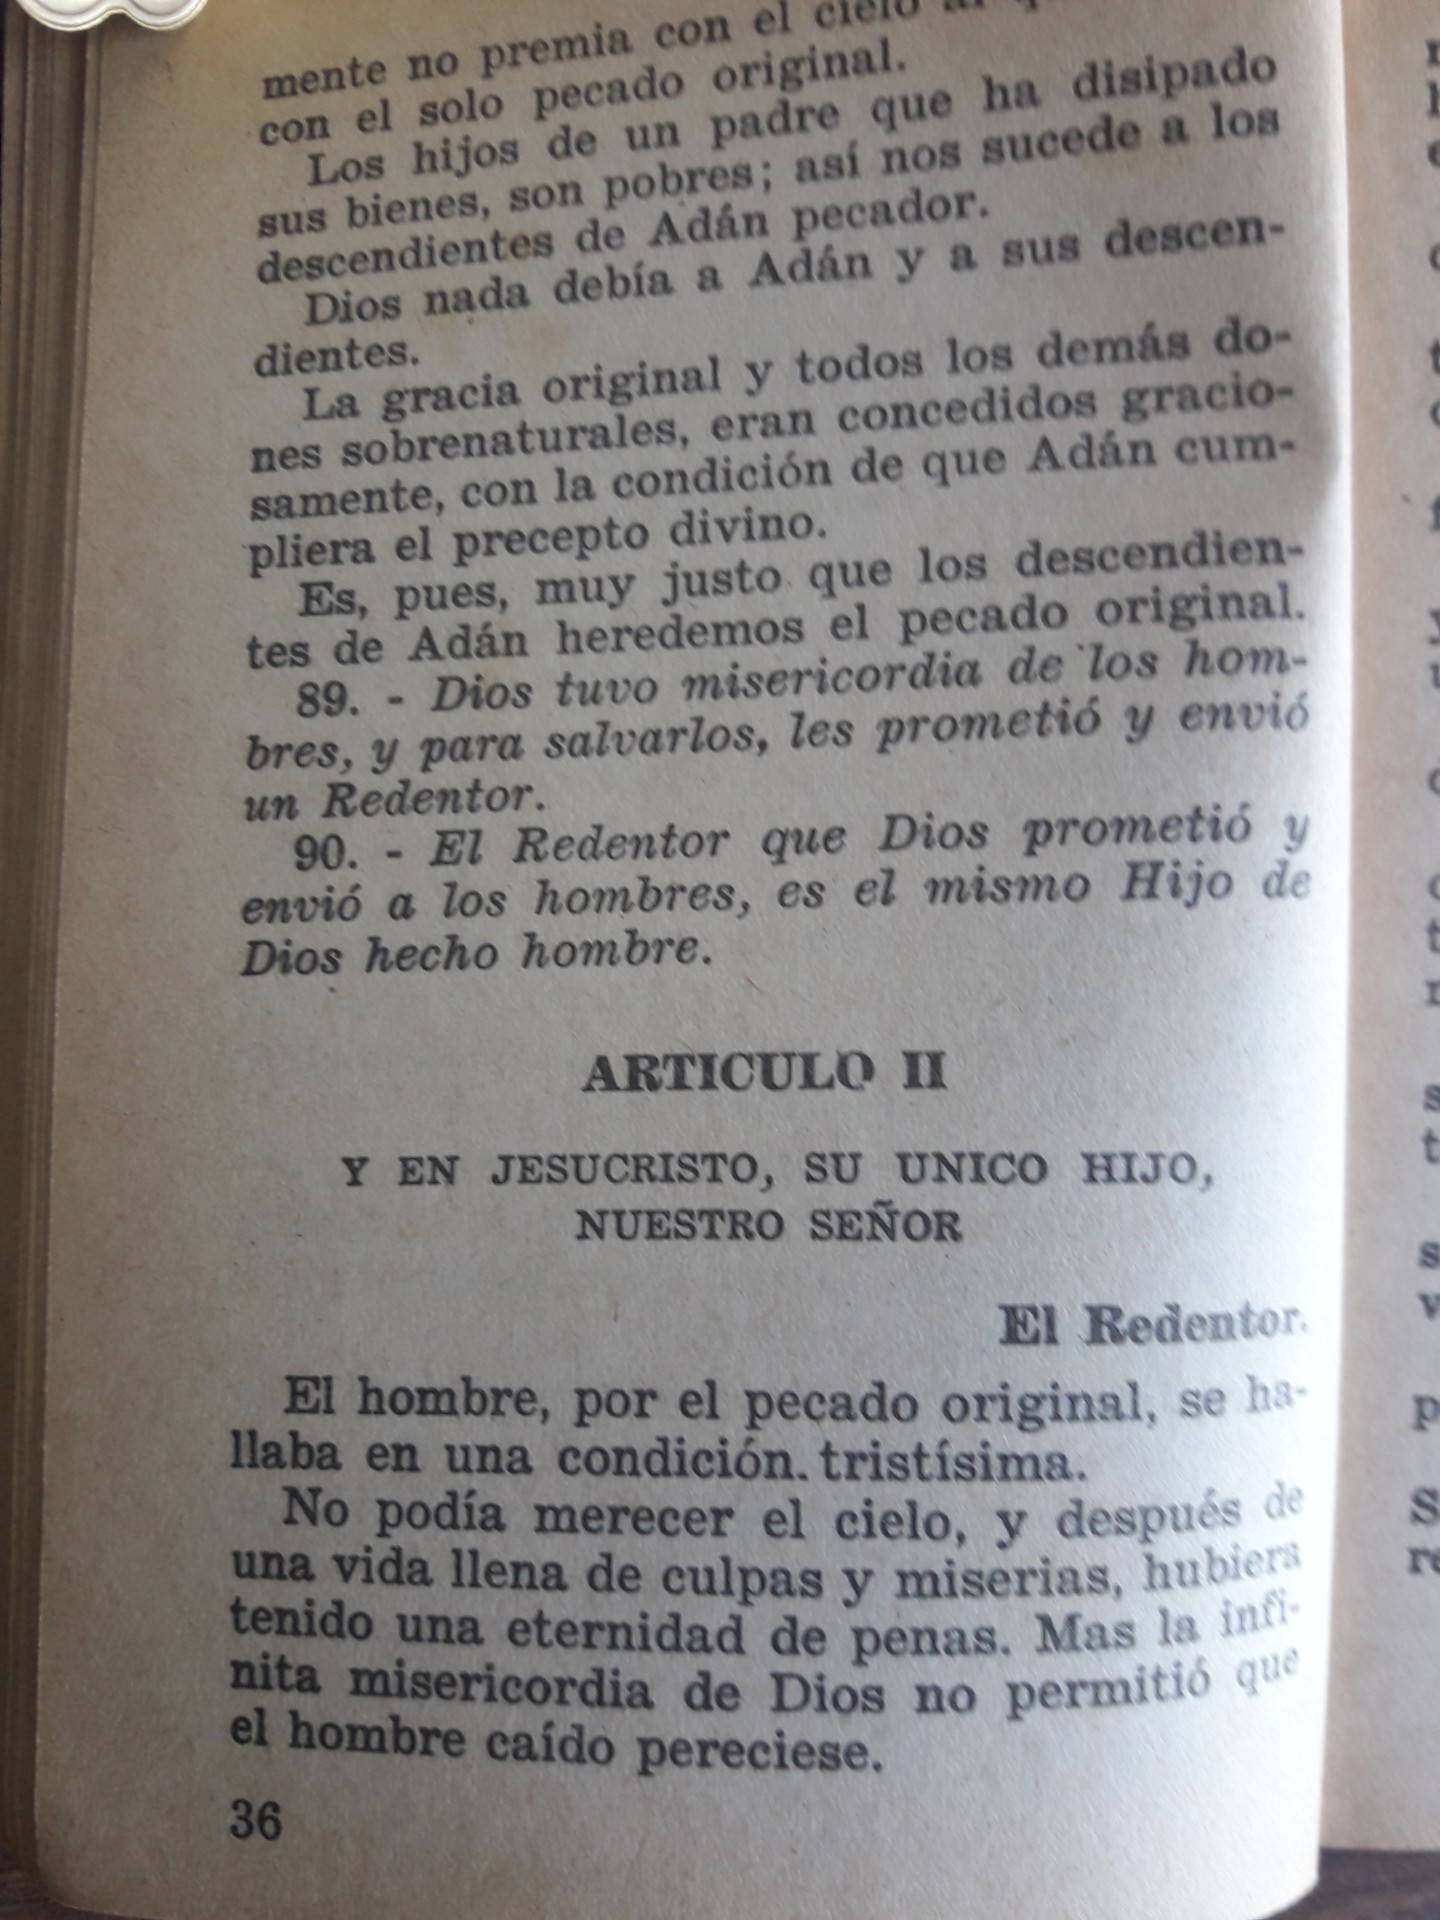 mente no premia con el cielo
con el solo pecado original.
Los hijos de un padre que ha disipado
sus bienes, son pobres; así nos sucede a los
descendientes de Adán pecador.
Dios nada debía a Adán y a sus descen-
dientes.
La gracia original y todos los demás do-
nes sobrenaturales, eran concedidos gracio-
samente, con la condición de que Adán cum-
pliera el precepto divino.
Es, pues, muy justo que los descendien-
tes de Adán heredemos el pecado original.
89. - Dios tuvo misericordia de los hom-
bres, y para salvarlos, les prometió y envió
un Redentor.
90. - El Redentor que Dios prometió y
envió a los hombres, es el mismo Hijo de
Dios hecho hombre.
ARTICULO II
Y EN JESUCRISTO, SU UNICO HIJO,
NUESTRO SEÑOR
El Redentor.
El hombre, por el pecado original, se ha-
llaba en una condición. tristísima.
No podía merecer el cielo, y después de
una vida llena de culpas y miserias, hubiera
tenido una eternidad de penas. Mas la infi-
nita misericordia de Dios no permitió que
el hombre caído pereciese.
36